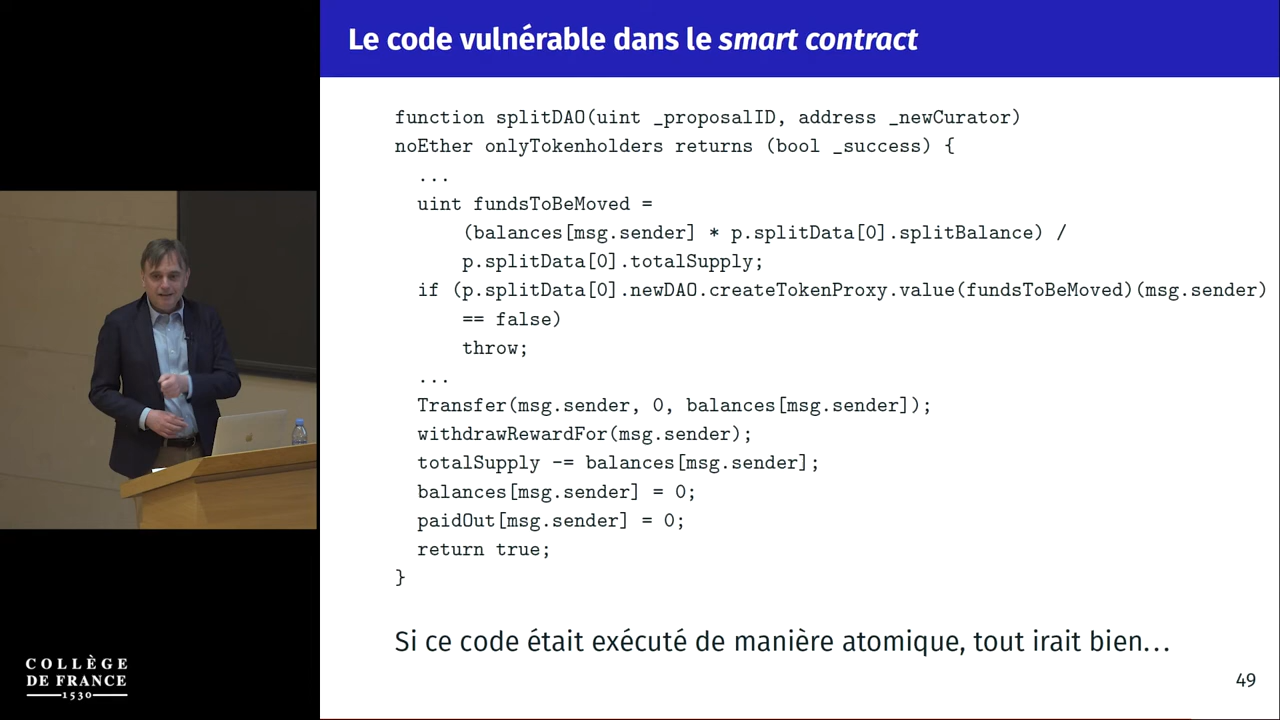 Le code vulnérable dans le smart contract
function splitDAO(uint _proposalID, address _newCurator)
noEther onlyTokenholders returns (bool _success) {
...
uint fundsToBeMoved =
(balances[msg.sender] * p.splitData[0].splitBalance) /
p.splitData[0].totalSupply;
if (p.splitData[0].newDAO.createTokenProxy.value(fundsToBeMoved)(msg.sender)
== false)
throw;
...
Transfer(msg.sender, 0, balances[msg.sender]);
withdrawRewardFor(msg.sender);
totalSupply -= balances[msg.sender];
balances[msg.sender] = 0;
paidOut[msg.sender] = 0;
return true;
}
Si ce code était exécuté de manière atomique, tout irait bien...
49
COLLÈGE
DE FRANCE
1530